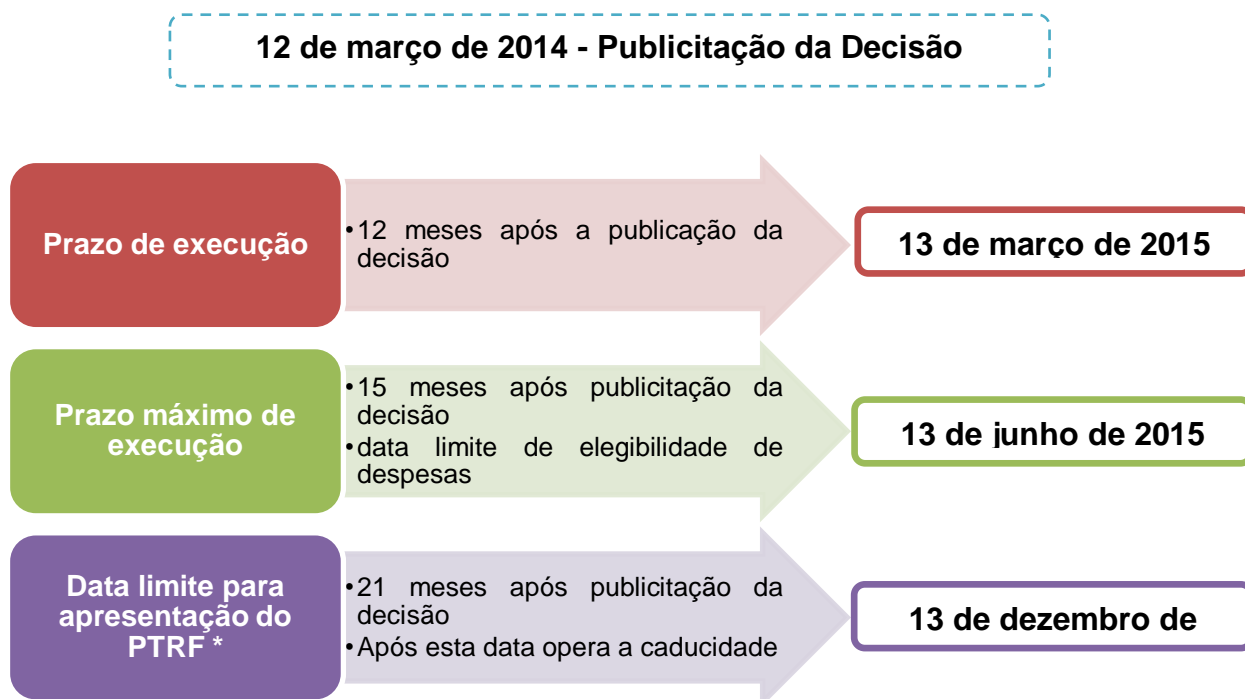 12 de março de 2014 - Publicitação da Decisão
Prazo de execução
•12 meses após a publicação da
decisão
13 de março de 2015
Prazo máximo de
execução
•15 meses após publicitação da
decisão
•data limite de elegibilidade de
despesas
13 de junho de 2015
Data limite para
apresentação do
PTRF *
•21 meses após publicitação da
decisão
•Após esta data opera a caducidade
13 de dezembro de